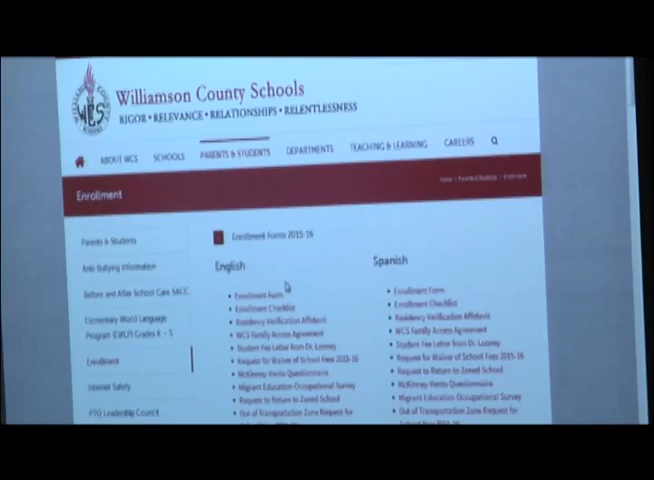 Williamson County Schools
RIGOR • RELEVANCE • RELATIONSHIPS • RELENTLESSNESS
WCS
ABOUT WCS SCHOOLS PARENTS & STUDENTS DEPARTMENTS TEACHING & LEARNING CAREERS
Enrollment
Home / Parents & Students / Enrollment
Parents & Students
Anti-Bullying Information
Before and After School Care SACC
Elementary World Language
Program (EWLP) Grades K - 5
Enrollment
Internet Safety
PTO Leadership Council
Enrollment Forms 2015-16
English
• Enrollment Form
• Enrollment Checklist
• Residency Verification Affidavit
• WCS Family Access Agreement
• Student Fee Letter from Dr. Looney
• Request for Waiver of School Fees 2015-16
• McKinney-Vento Questionnaire
• Migrant Education Occupational Survey
• Request to Return to Zoned School
• Out of Transportation Zone Request for
Spanish
• Enrollment Form
• Enrollment Checklist
• Residency Verification Affidavits
• WCS Family Access Agreement
• Student Fee Letter from Dr. Looney
• Request for Waiver of School Fees 2015-16
• Request to Return to Zoned School
• McKinney-Vento Questionnaire
• Migrant Education Occupational Survey
• Out of Transportation Zone Request for